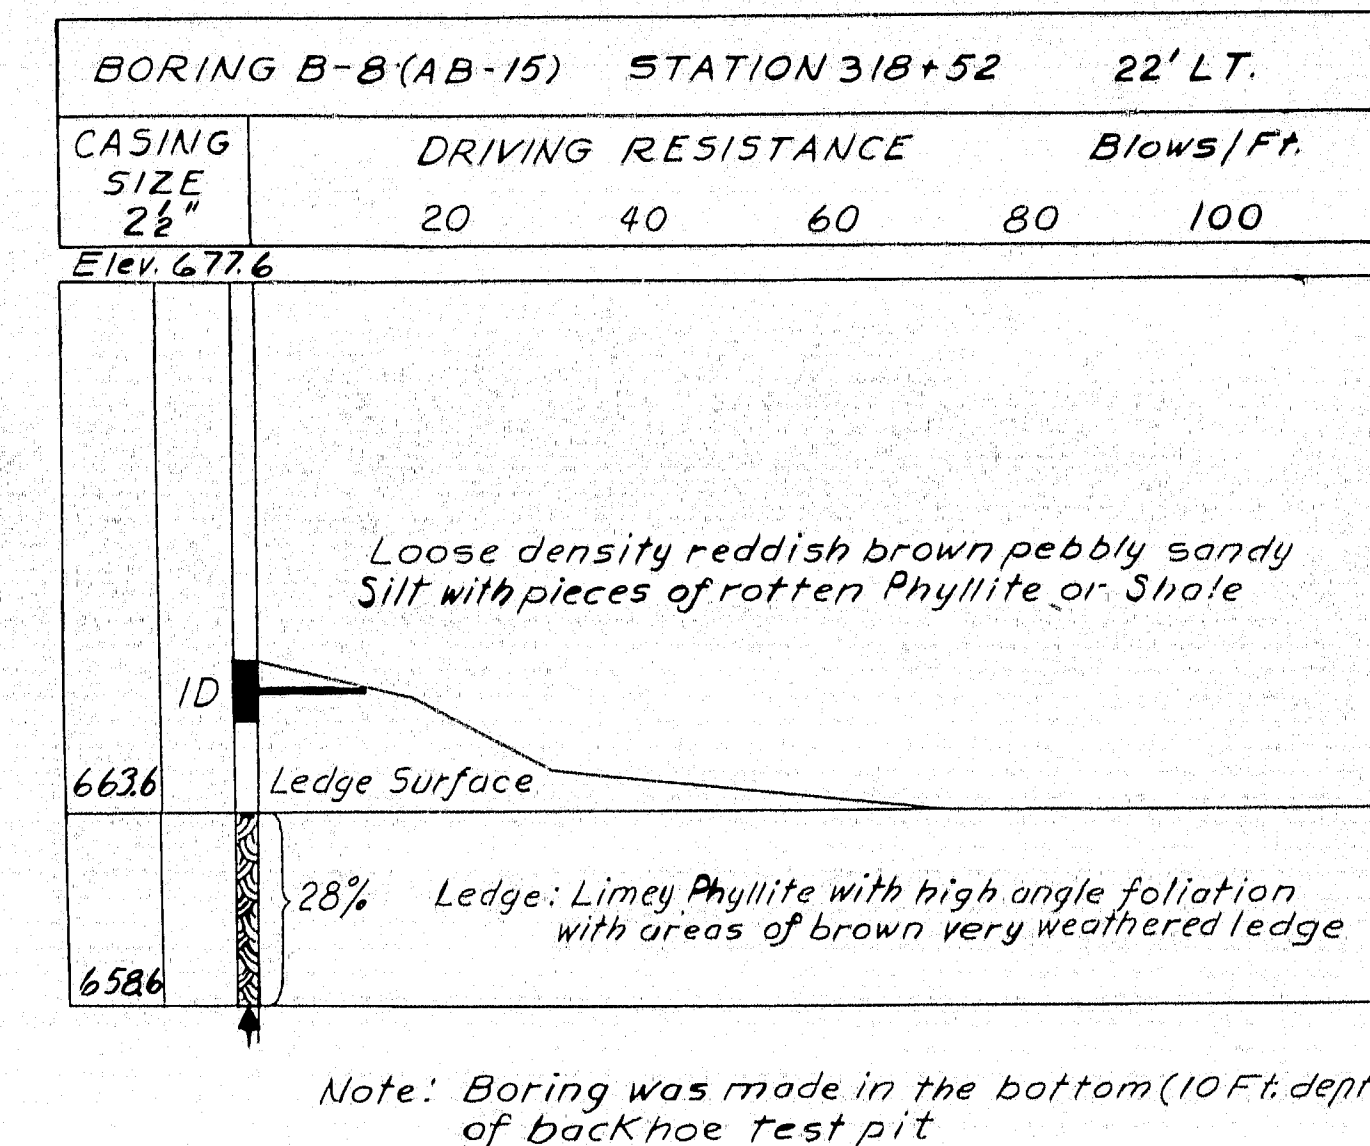 BORING B-8 (AB-15) STATION 318+52 22' LT.
CASING SIZE 2½"
DRIVING RESISTANCE Blows/Ft.
20 40 60 80 100
Elev. 677.6
Loose density reddish brown pebbly sandy
Silt with pieces of rotten Phyllite or Shale
1D
663.6 Ledge Surface
28% Ledge: Limey Phyllite with high angle foliation
with areas of brown very weathered ledge
658.6
Note: Boring was made in the bottom (10 Ft. dept
of backhoe test pit